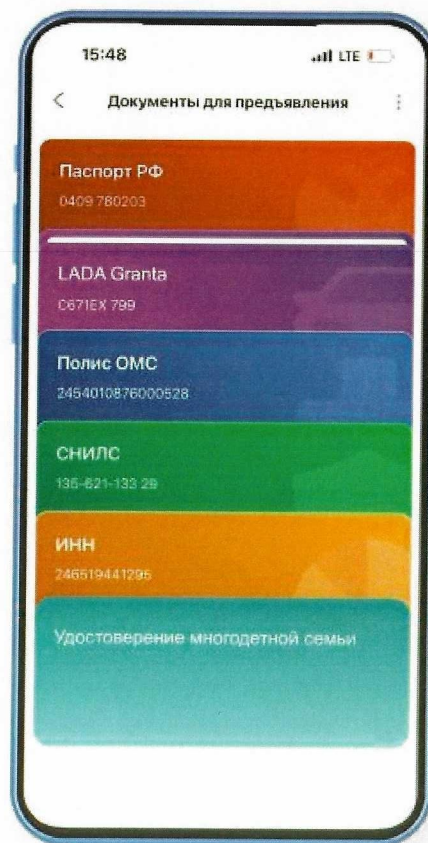 15:48
LTE
Документы для предъявления
Паспорт РФ
0409 780203
LADA Granta
С671ЕХ 799
Полис ОМС
2454010876000528
СНИЛС
135-621-133 29
ИНН
246519441295
Удостоверение многодетной семьи